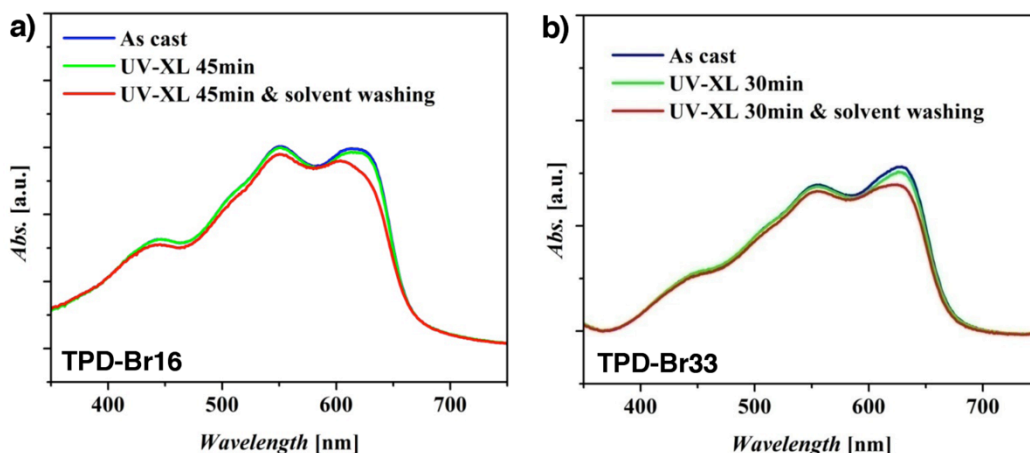 a)
As cast
UV-XL 45min
UV-XL 45min & solvent washing
Abs. [a.u.]
TPD-Br16
400 500 600 700
Wavelength [nm]
b)
As cast
UV-XL 30min
UV-XL 30min & solvent washing
Abs. [a.u.]
TPD-Br33
400 500 600 700
Wavelength [nm]